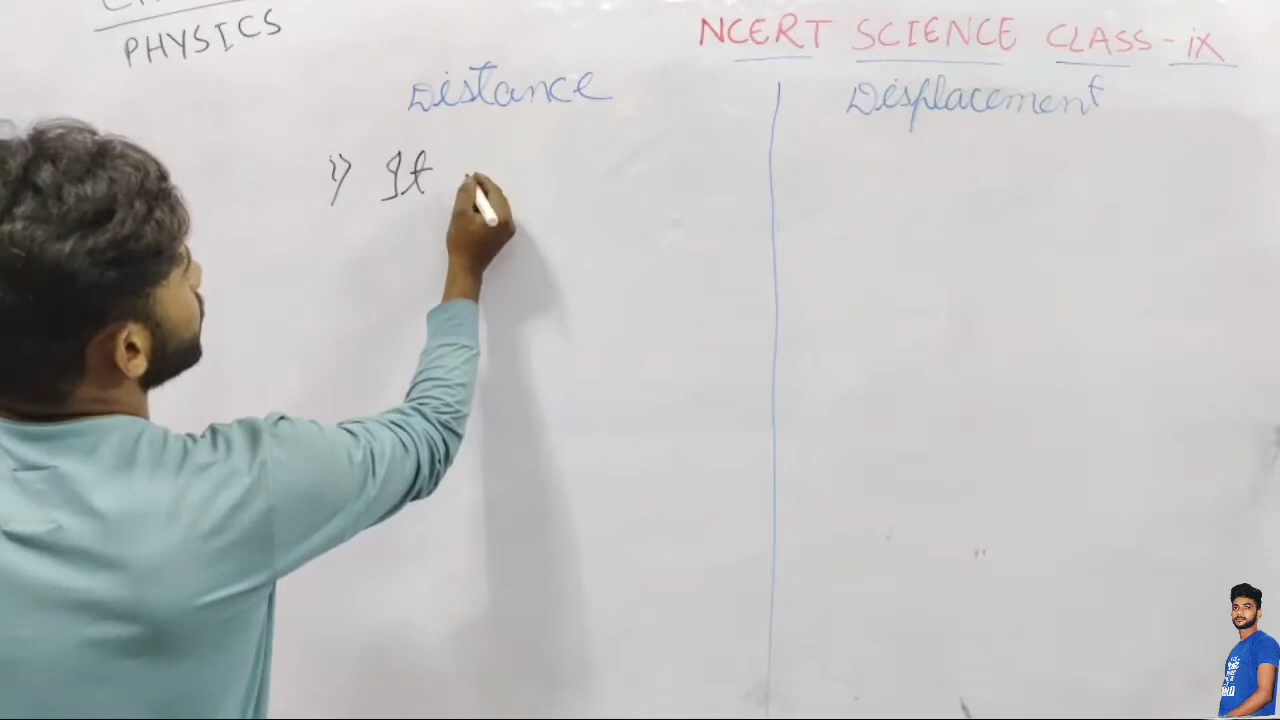 PHYSICS
NCERT SCIENCE CLASS-iX
Distance
Displacement
i) It